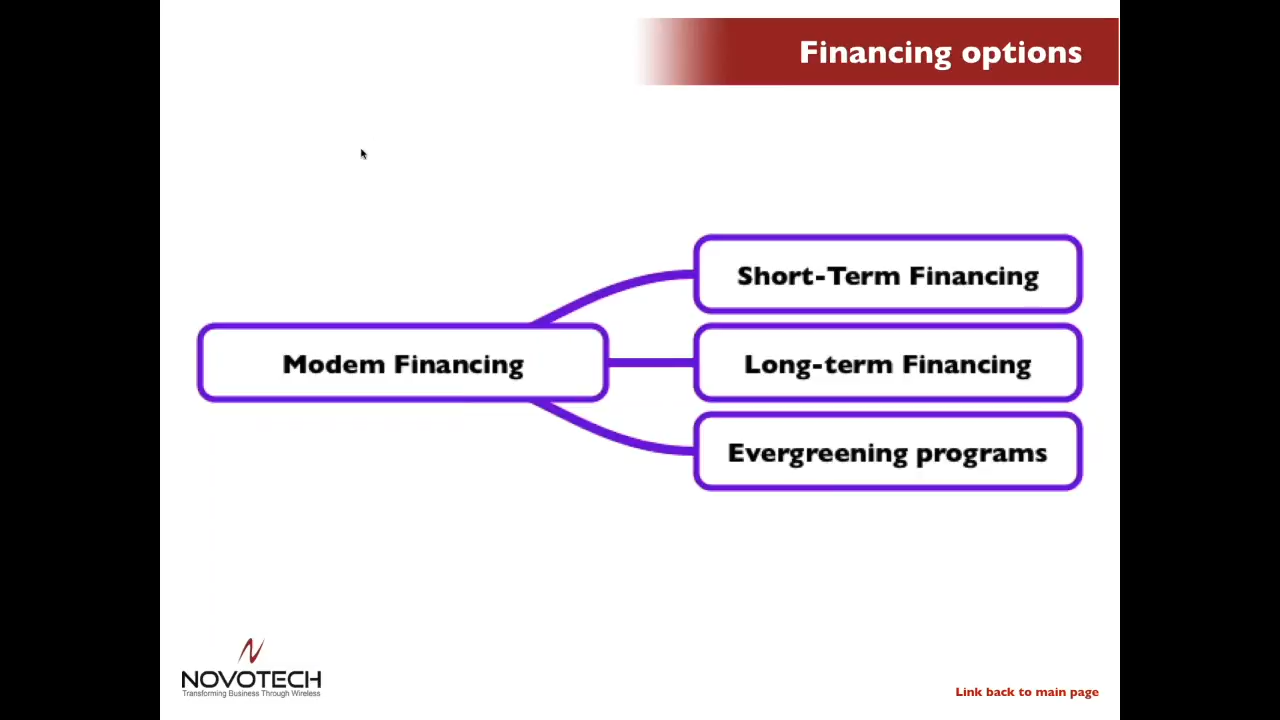 Financing options
Short-Term Financing
Modem Financing
Long-term Financing
Evergreening programs
NOVOTECH
Transforming Business Through Wireless
Link back to main page